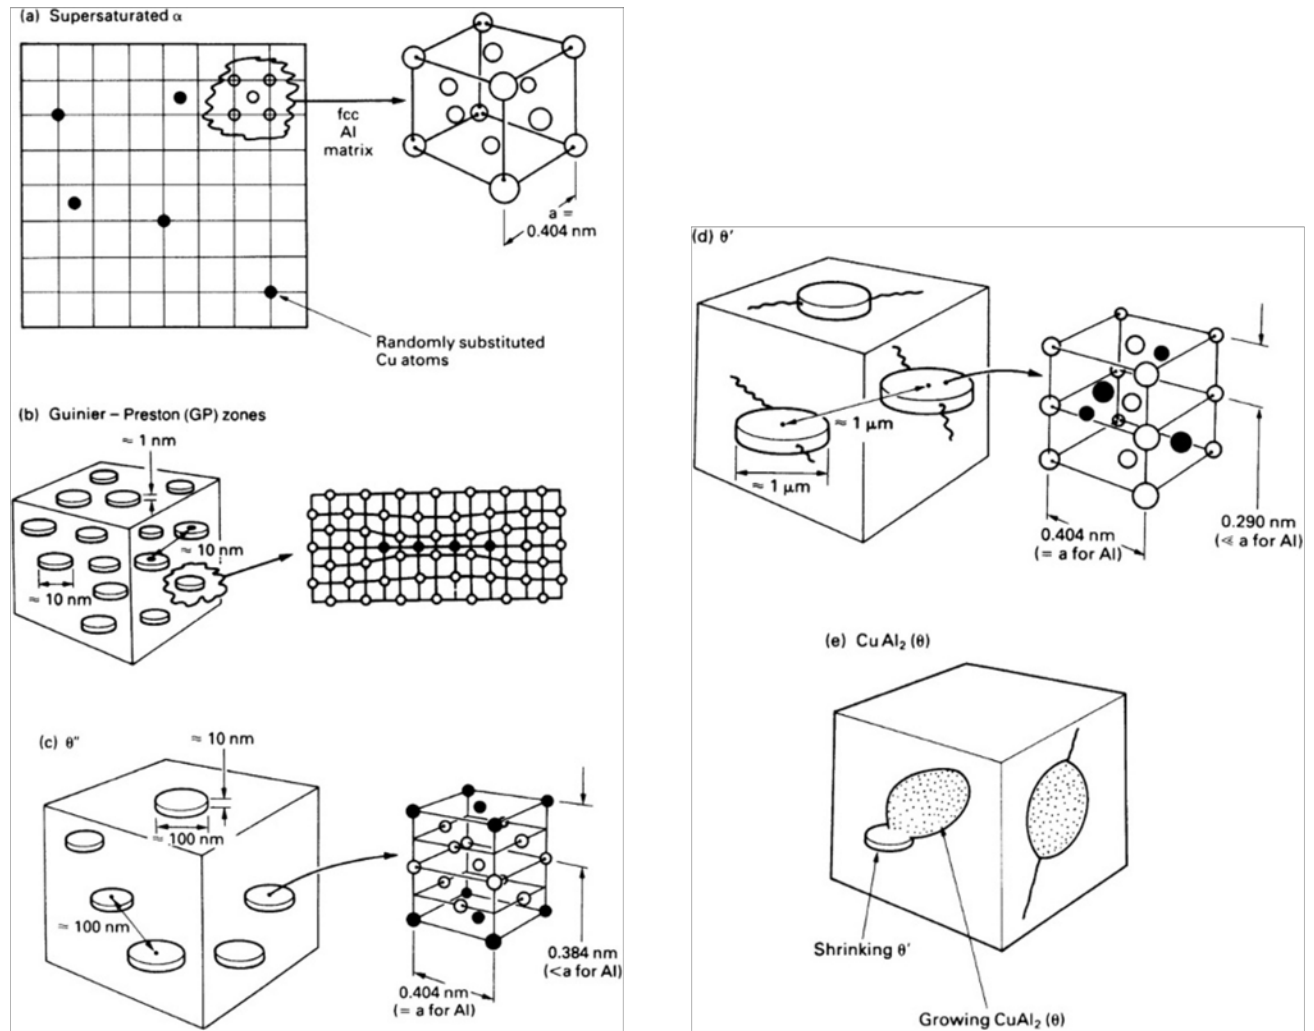 (a) Supersaturated α
fcc
Al
matrix
a =
0.404 nm
Randomly substituted
Cu atoms
(b) Guinier – Preston (GP) zones
≈ 1 nm
≈ 10 nm
≈ 10 nm
(c) θ″
≈ 10 nm
≈ 100 nm
≈ 100 nm
0.384 nm
(<a for Al)
0.404 nm
(= a for Al)
(d) θ′
≈ 1 μm
≈ 1 μm
0.404 nm
(= a for Al)
0.290 nm
(≪ a for Al)
(e) CuAl₂ (θ)
Shrinking θ′
Growing CuAl₂ (θ)